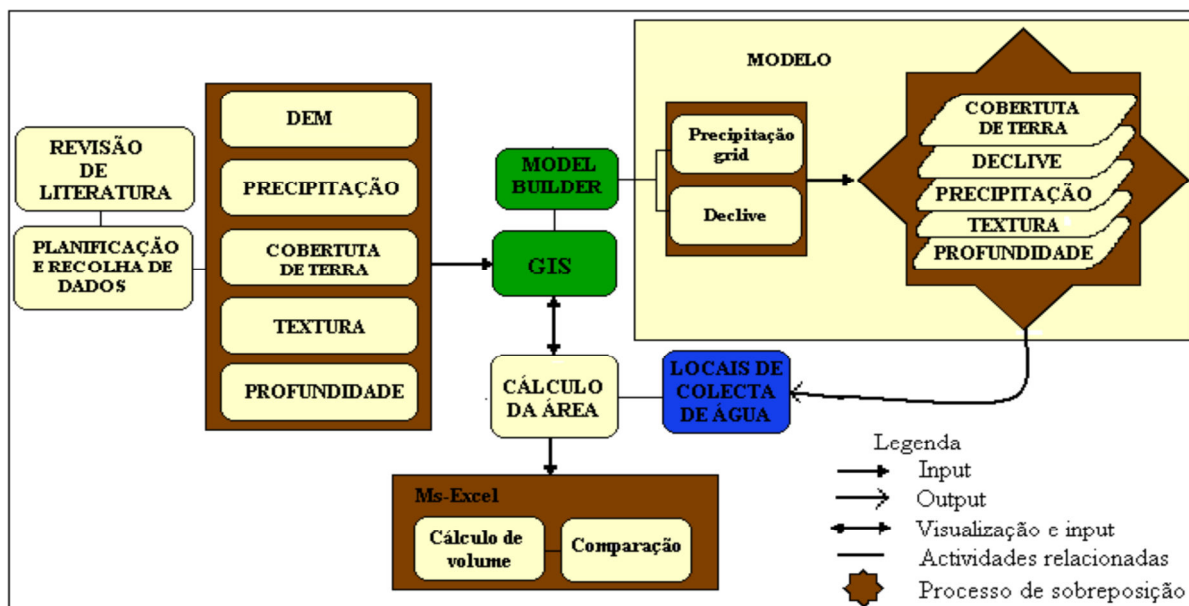 REVISÃO
DE
LITERATURA
PLANIFICAÇÃO
E RECOLHA DE
DADOS
DEM
PRECIPITAÇÃO
COBERTUTA
DE TERRA
TEXTURA
PROFUNDIDADE
MODEL
BUILDER
GIS
CÁLCULO
DA ÁREA
LOCAIS DE
COLECTA
DE ÁGUA
Ms-Excel
Cálculo de
volume
Comparação
MODELO
Precipitação
grid
Declive
COBERTUTA
DE TERRA
DECLIVE
PRECIPITAÇÃO
TEXTURA
PROFUNDIDADE
Legenda
Input
Output
Visualização e input
Actividades relacionadas
Processo de sobreposição